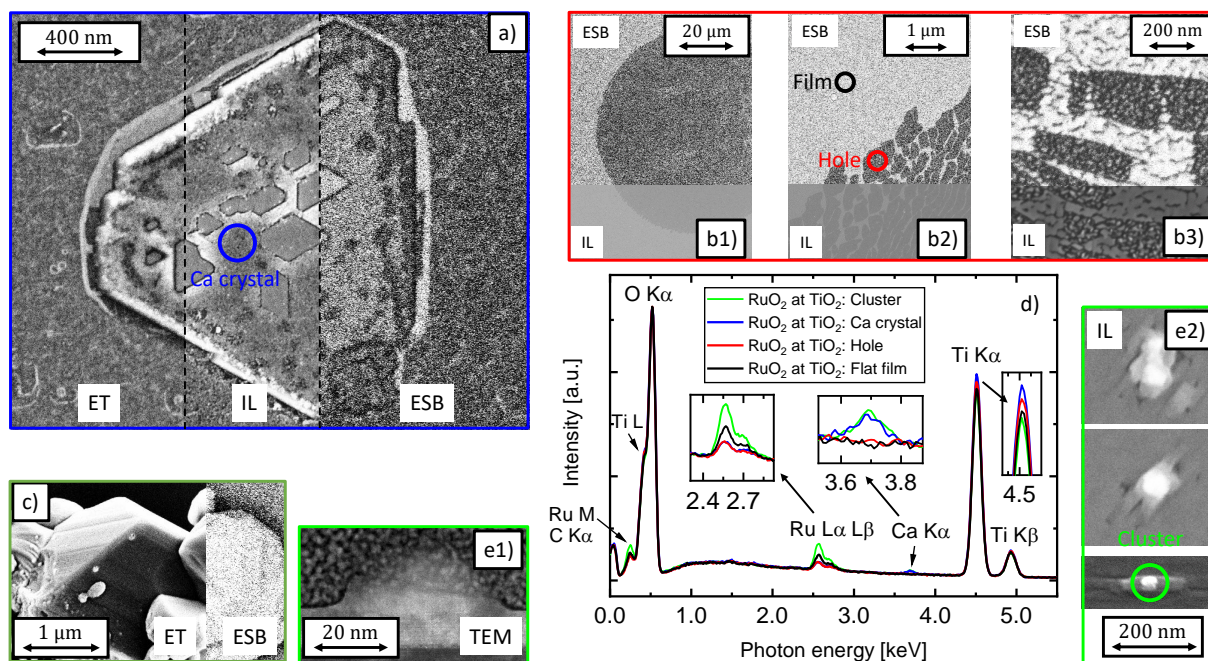 400 nm
a)
Ca crystal
ET
IL
ESB
ESB
20 μm
IL
b1)
ESB
1 μm
Film
Hole
IL
b2)
ESB
200 nm
IL
b3)
c)
1 μm
ET
ESB
e1)
20 nm
TEM
d)
RuO₂ at TiO₂: Cluster
RuO₂ at TiO₂: Ca crystal
RuO₂ at TiO₂: Hole
RuO₂ at TiO₂: Flat film
O Kα
Ti L
Ru M
C Kα
2.4 2.7
Ru Lα Lβ
3.6 3.8
Ca Kα
Ti Kα
4.5
Ti Kβ
Intensity [a.u.]
0.0 1.0 2.0 3.0 4.0 5.0
Photon energy [keV]
IL
e2)
Cluster
200 nm